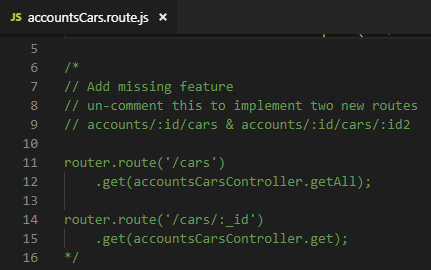 JS accountsCars.route.js ×
5
6 /*
7 // Add missing feature
8 // un-comment this to implement two new routes
9 // accounts/:id/cars & accounts/:id/cars/:id2
10
11 router.route('/cars')
12 .get(accountsCarsController.getAll);
13
14 router.route('/cars/:_id')
15 .get(accountsCarsController.get);
16 */